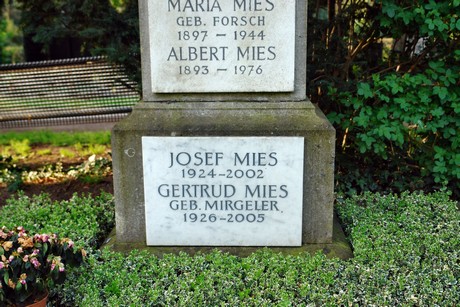 MARIA MIES
GEB. FORSCH
1897 – 1944
ALBERT MIES
1893 – 1976
JOSEF MIES
1924-2002
GERTRUD MIES
GEB. MIRGELER
1926-2005